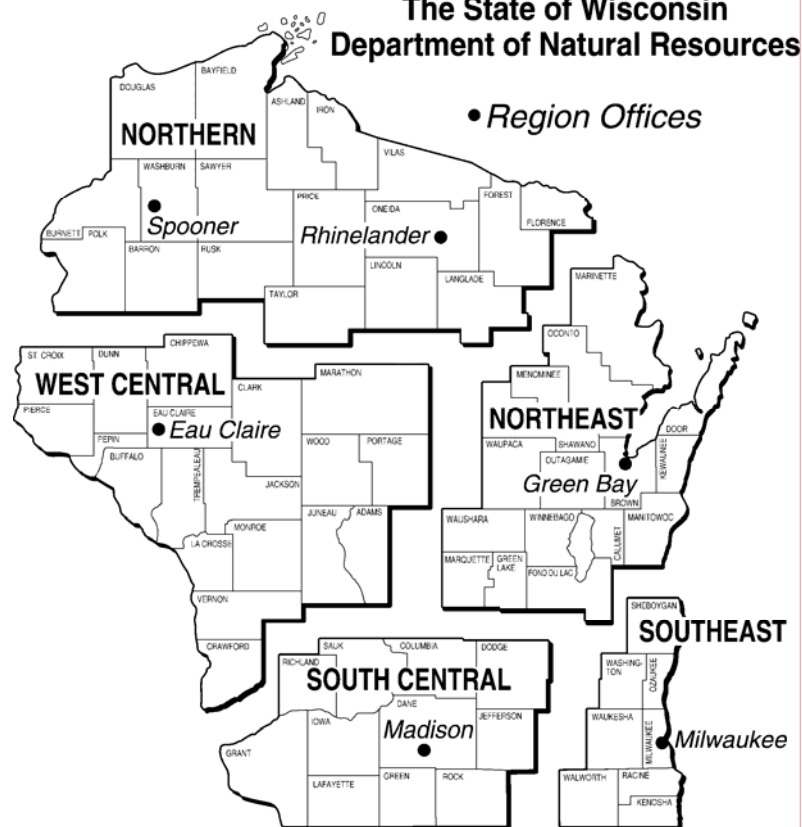 The State of Wisconsin
Department of Natural Resources
Region Offices
BAYFIELD
DOUGLAS
ASHLAND
IRON
NORTHERN
VILAS
WASHBURN
SAWYER
PRICE
FOREST
ONEIDA
FLORENCE
Spooner
Rhinelander
BURNETT
POLK
BARRON
RUSK
LINCOLN
LANGLADE
TAYLOR
MARINETTE
OCONTO
CHIPPEWA
ST. CROIX
DUNN
MARATHON
MENOMINEE
WEST CENTRAL
CLARK
PIERCE
EAU CLAIRE
NORTHEAST
Eau Claire
DOOR
PEPIN
WOOD
PORTAGE
WAUPACA
SHAWANO
KEWAUNEE
BUFFALO
TREMPEALEAU
OUTAGAMIE
Green Bay
JACKSON
BROWN
JUNEAU
ADAMS
WAUSHARA
WINNEBAGO
MANITOWOC
MONROE
CALUMET
LA CROSSE
MARQUETTE
GREEN
LAKE
FOND DU LAC
VERNON
SHEBOYGAN
SOUTHEAST
CRAWFORD
SAUK
COLUMBIA
DODGE
RICHLAND
WASHING-
TON
OZAUKEE
SOUTH CENTRAL
DANE
IOWA
JEFFERSON
WAUKESHA
Madison
MILWAUKEE
Milwaukee
GRANT
LAFAYETTE
GREEN
ROCK
WALWORTH
RACINE
KENOSHA